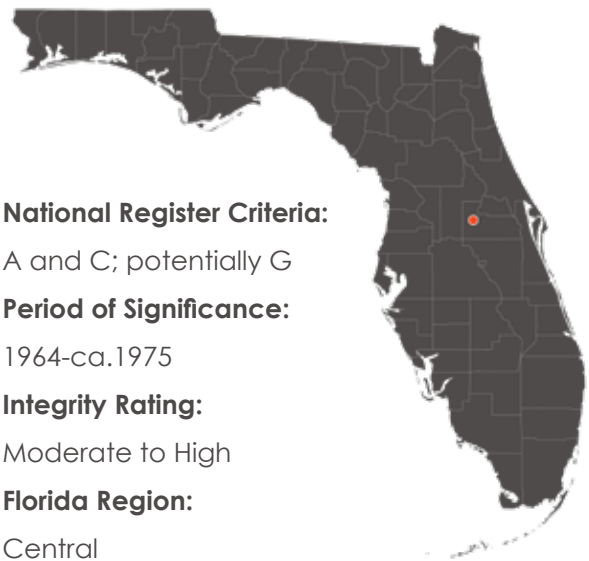 National Register Criteria:
A and C; potentially G
Period of Significance:
1964-ca.1975
Integrity Rating:
Moderate to High
Florida Region:
Central